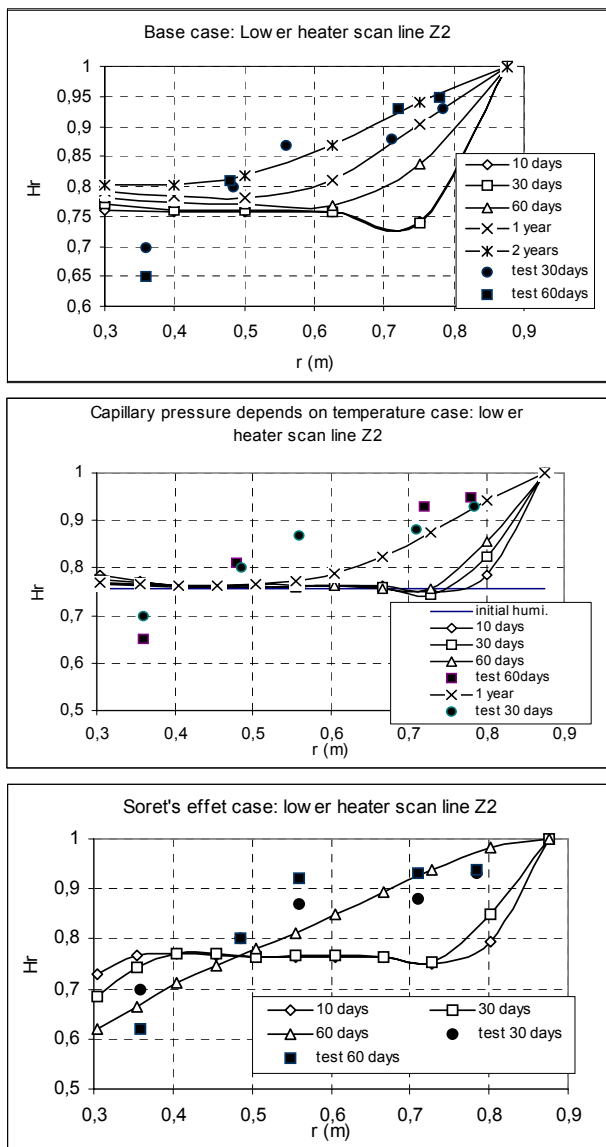 Base case: Lower heater scan line Z2
1
0,95
0,9
0,85
0,8
0,75
0,7
0,65
0,6
Hr
0,3 0,4 0,5 0,6 0,7 0,8 0,9
r (m)
10 days
30 days
60 days
1 year
2 years
test 30days
test 60days
Capillary pressure depends on temperature case: lower
heater scan line Z2
1
0,9
0,8
0,7
0,6
0,5
Hr
0,3 0,4 0,5 0,6 0,7 0,8 0,9
r (m)
initial humi.
10 days
30 days
60 days
test 60days
1 year
test 30 days
Soret's effet case: lower heater scan line Z2
1
0,9
0,8
0,7
0,6
0,5
Hr
0,3 0,4 0,5 0,6 0,7 0,8 0,9
r (m)
10 days 30 days
60 days test 30 days
test 60 days